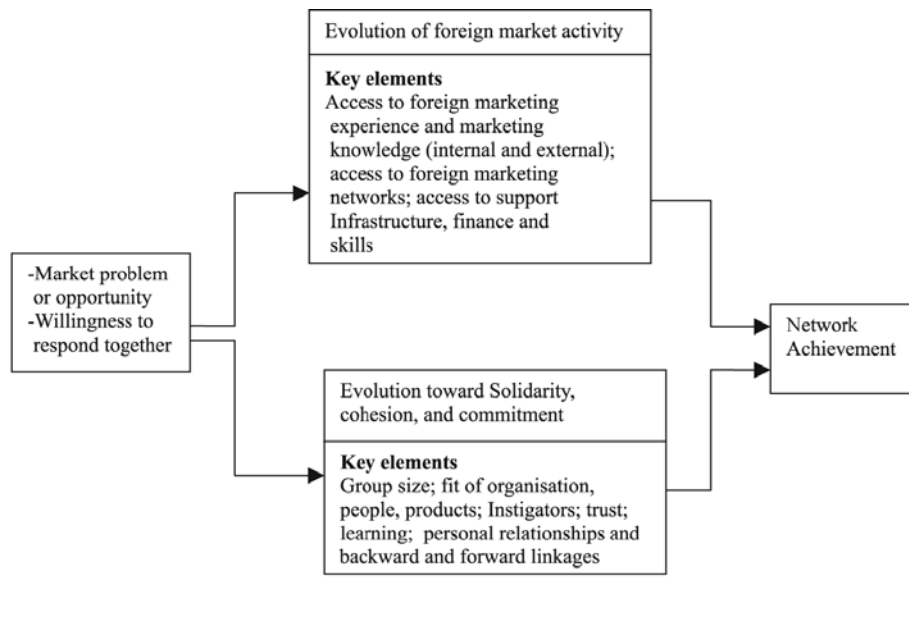 Evolution of foreign market activity
Key elements
Access to foreign marketing
experience and marketing
knowledge (internal and external);
access to foreign marketing
networks; access to support
Infrastructure, finance and
skills
-Market problem
or opportunity
-Willingness to
respond together
Evolution toward Solidarity,
cohesion, and commitment
Key elements
Group size; fit of organisation,
people, products; Instigators; trust;
learning; personal relationships and
backward and forward linkages
Network
Achievement